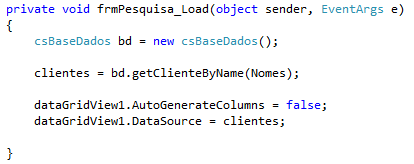 private void frmPesquisa_Load(object sender, EventArgs e)
{
csBaseDados bd = new csBaseDados();
clientes = bd.getClienteByName(Nomes);
dataGridView1.AutoGenerateColumns = false;
dataGridView1.DataSource = clientes;
}